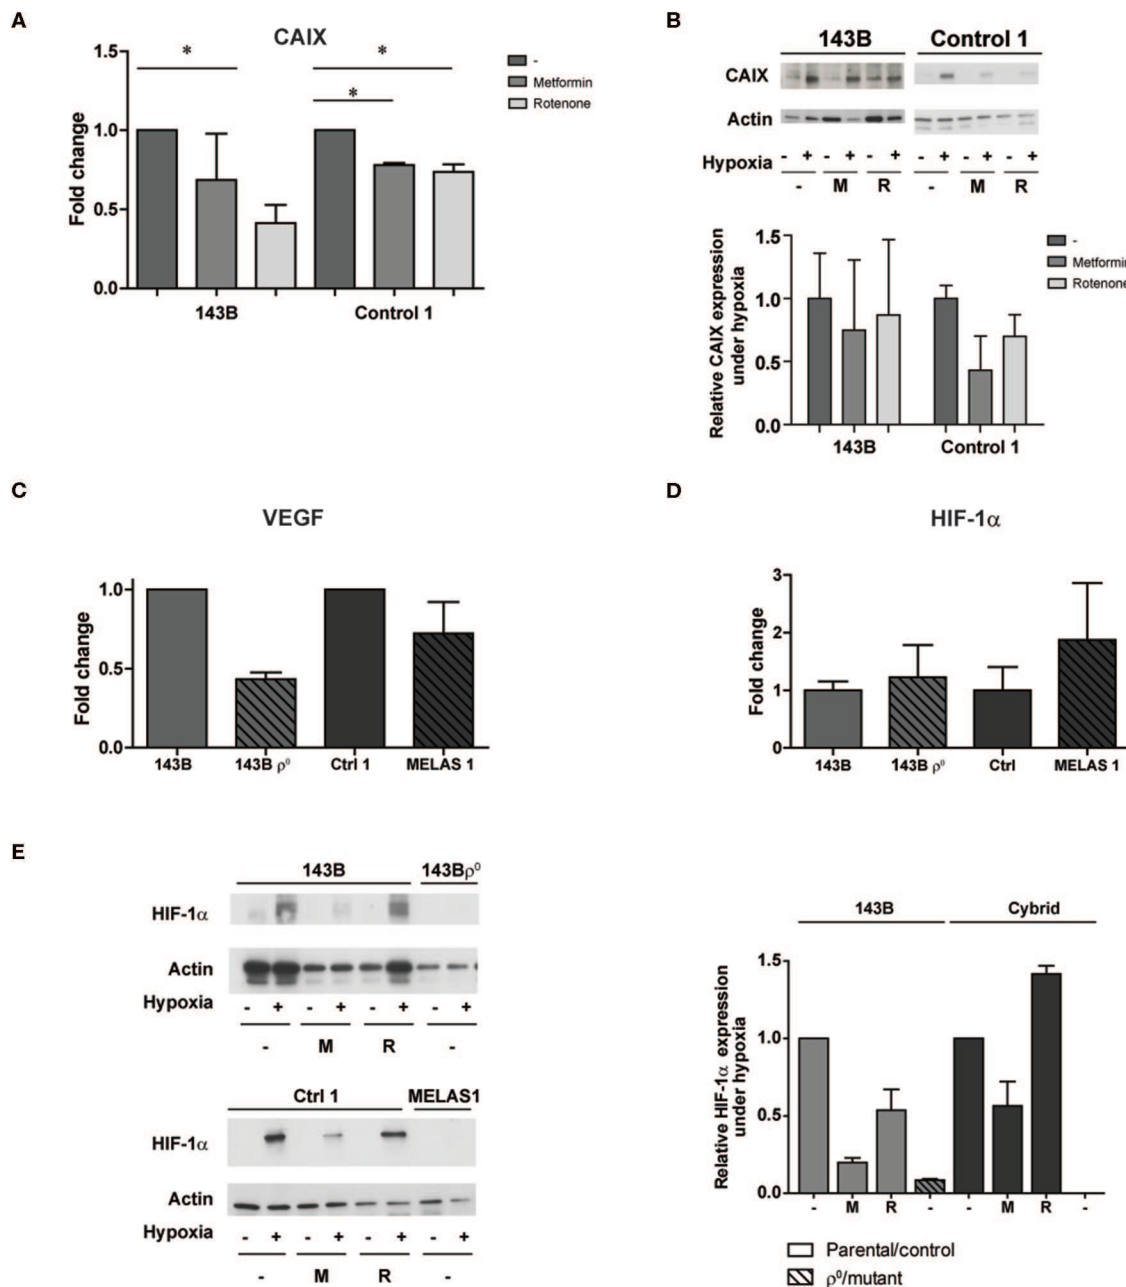 A
CAIX
1.5
1.0
0.5
0.0
Fold change
*
*
*
-
Metformin
Rotenone
143B
Control 1
B
143B
Control 1
CAIX
Actin
Hypoxia
- + - + - + - + - + - +
- M R - M R
1.5
1.0
0.5
0.0
Relative CAIX expression
under hypoxia
-
Metformin
Rotenone
143B
Control 1
C
VEGF
1.0
0.5
0.0
Fold change
143B
143B ρ⁰
Ctrl 1
MELAS 1
D
HIF-1α
3
2
1
0
Fold change
143B
143B ρ⁰
Ctrl
MELAS 1
E
143B
143Bρ⁰
HIF-1α
Actin
Hypoxia
- + - + - + - +
- M R -
Ctrl 1
MELAS1
HIF-1α
Actin
Hypoxia
- + - + - + - +
- M R -
143B
Cybrid
1.5
1.0
0.5
0.0
Relative HIF-1α expression
under hypoxia
- M R - - M R -
Parental/control
ρ⁰/mutant